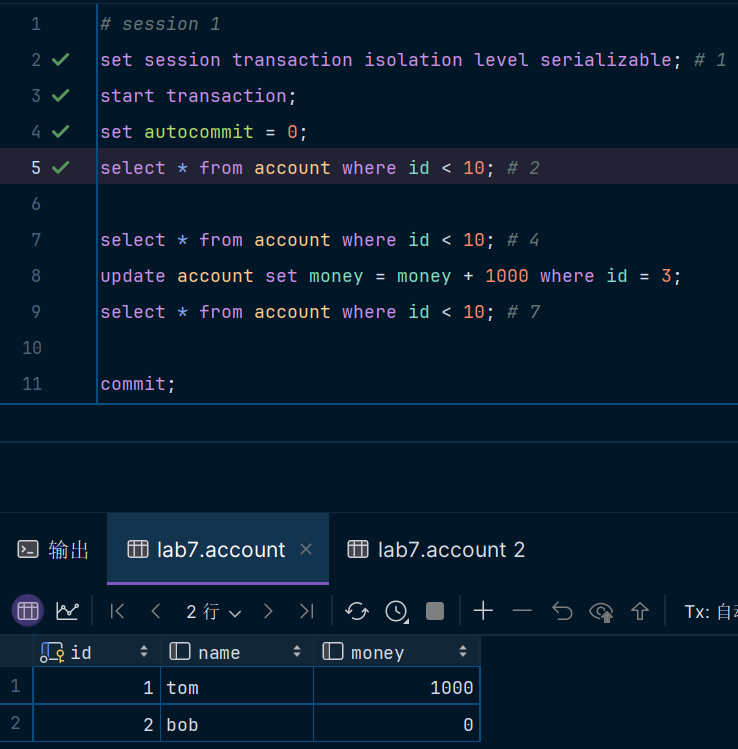 1 # session 1
2 set session transaction isolation level serializable; # 1
3 start transaction;
4 set autocommit = 0;
5 select * from account where id < 10; # 2
6
7 select * from account where id < 10; # 4
8 update account set money = money + 1000 where id = 3;
9 select * from account where id < 10; # 7
10
11 commit;
输出 lab7.account × lab7.account 2
2 行 Tx: 自动
id name money
1 1 tom 1000
2 2 bob 0